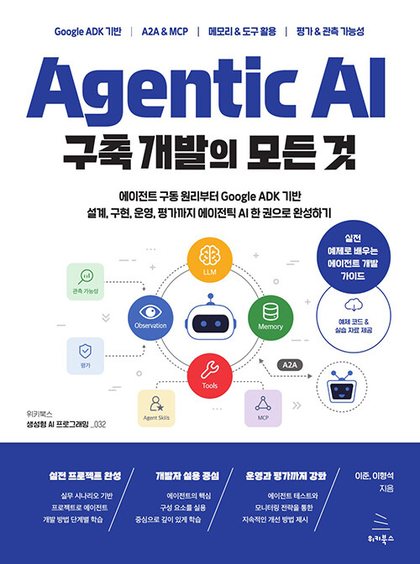 Google ADK 기반 | A2A & MCP | 메모리 & 도구 활용 | 평가 & 관측 가능성
Agentic AI
구축 개발의 모든 것
에이전트 구동 원리부터 Google ADK 기반
설계, 구현, 운영, 평가까지 에이전틱 AI 한 권으로 완성하기
실전
예제로 배우는
에이전트 개발
가이드
예제 코드 &
실습 자료 제공
LLM
관측 가능성
Observation
Memory
평가
Tools
A2A
Agent Skills
MCP
위키북스
생성형 AI 프로그래밍 _032
실전 프로젝트 완성
실무 시나리오 기반
프로젝트로 에이전트
개발 방법 단계별 학습
개발자 실용 중심
에이전트의 핵심
구성 요소를 실용
중심으로 깊이 있게 학습
운영과 평가까지 강화
에이전트 테스트와
모니터링 전략을 통한
지속적인 개선 방법 제시
이준, 이형석
지음
위키북스